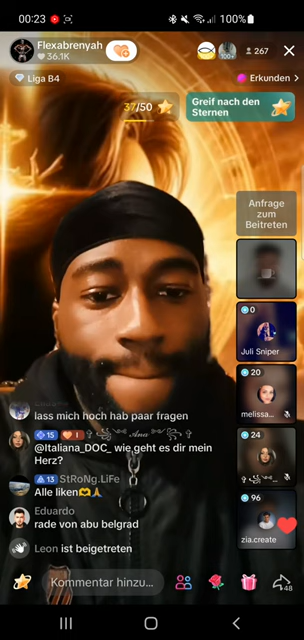 00:23
100%
Flexabrenyah
36.1K
100+
267
Liga B4
Erkunden >
37/50
Greif nach den
Sternen
Anfrage
zum
Beitreten
0
Juli Sniper
20
melissa...
24
96
zia.create
lass mich hoch hab paar fragen
15 1 Ana
@Italiana_DOC_ wie geht es dir mein
Herz?
13 StRoNg.LiFe
Alle liken
Eduardo
rade von abu belgrad
Leon ist beigetreten
Kommentar hinzu...
48